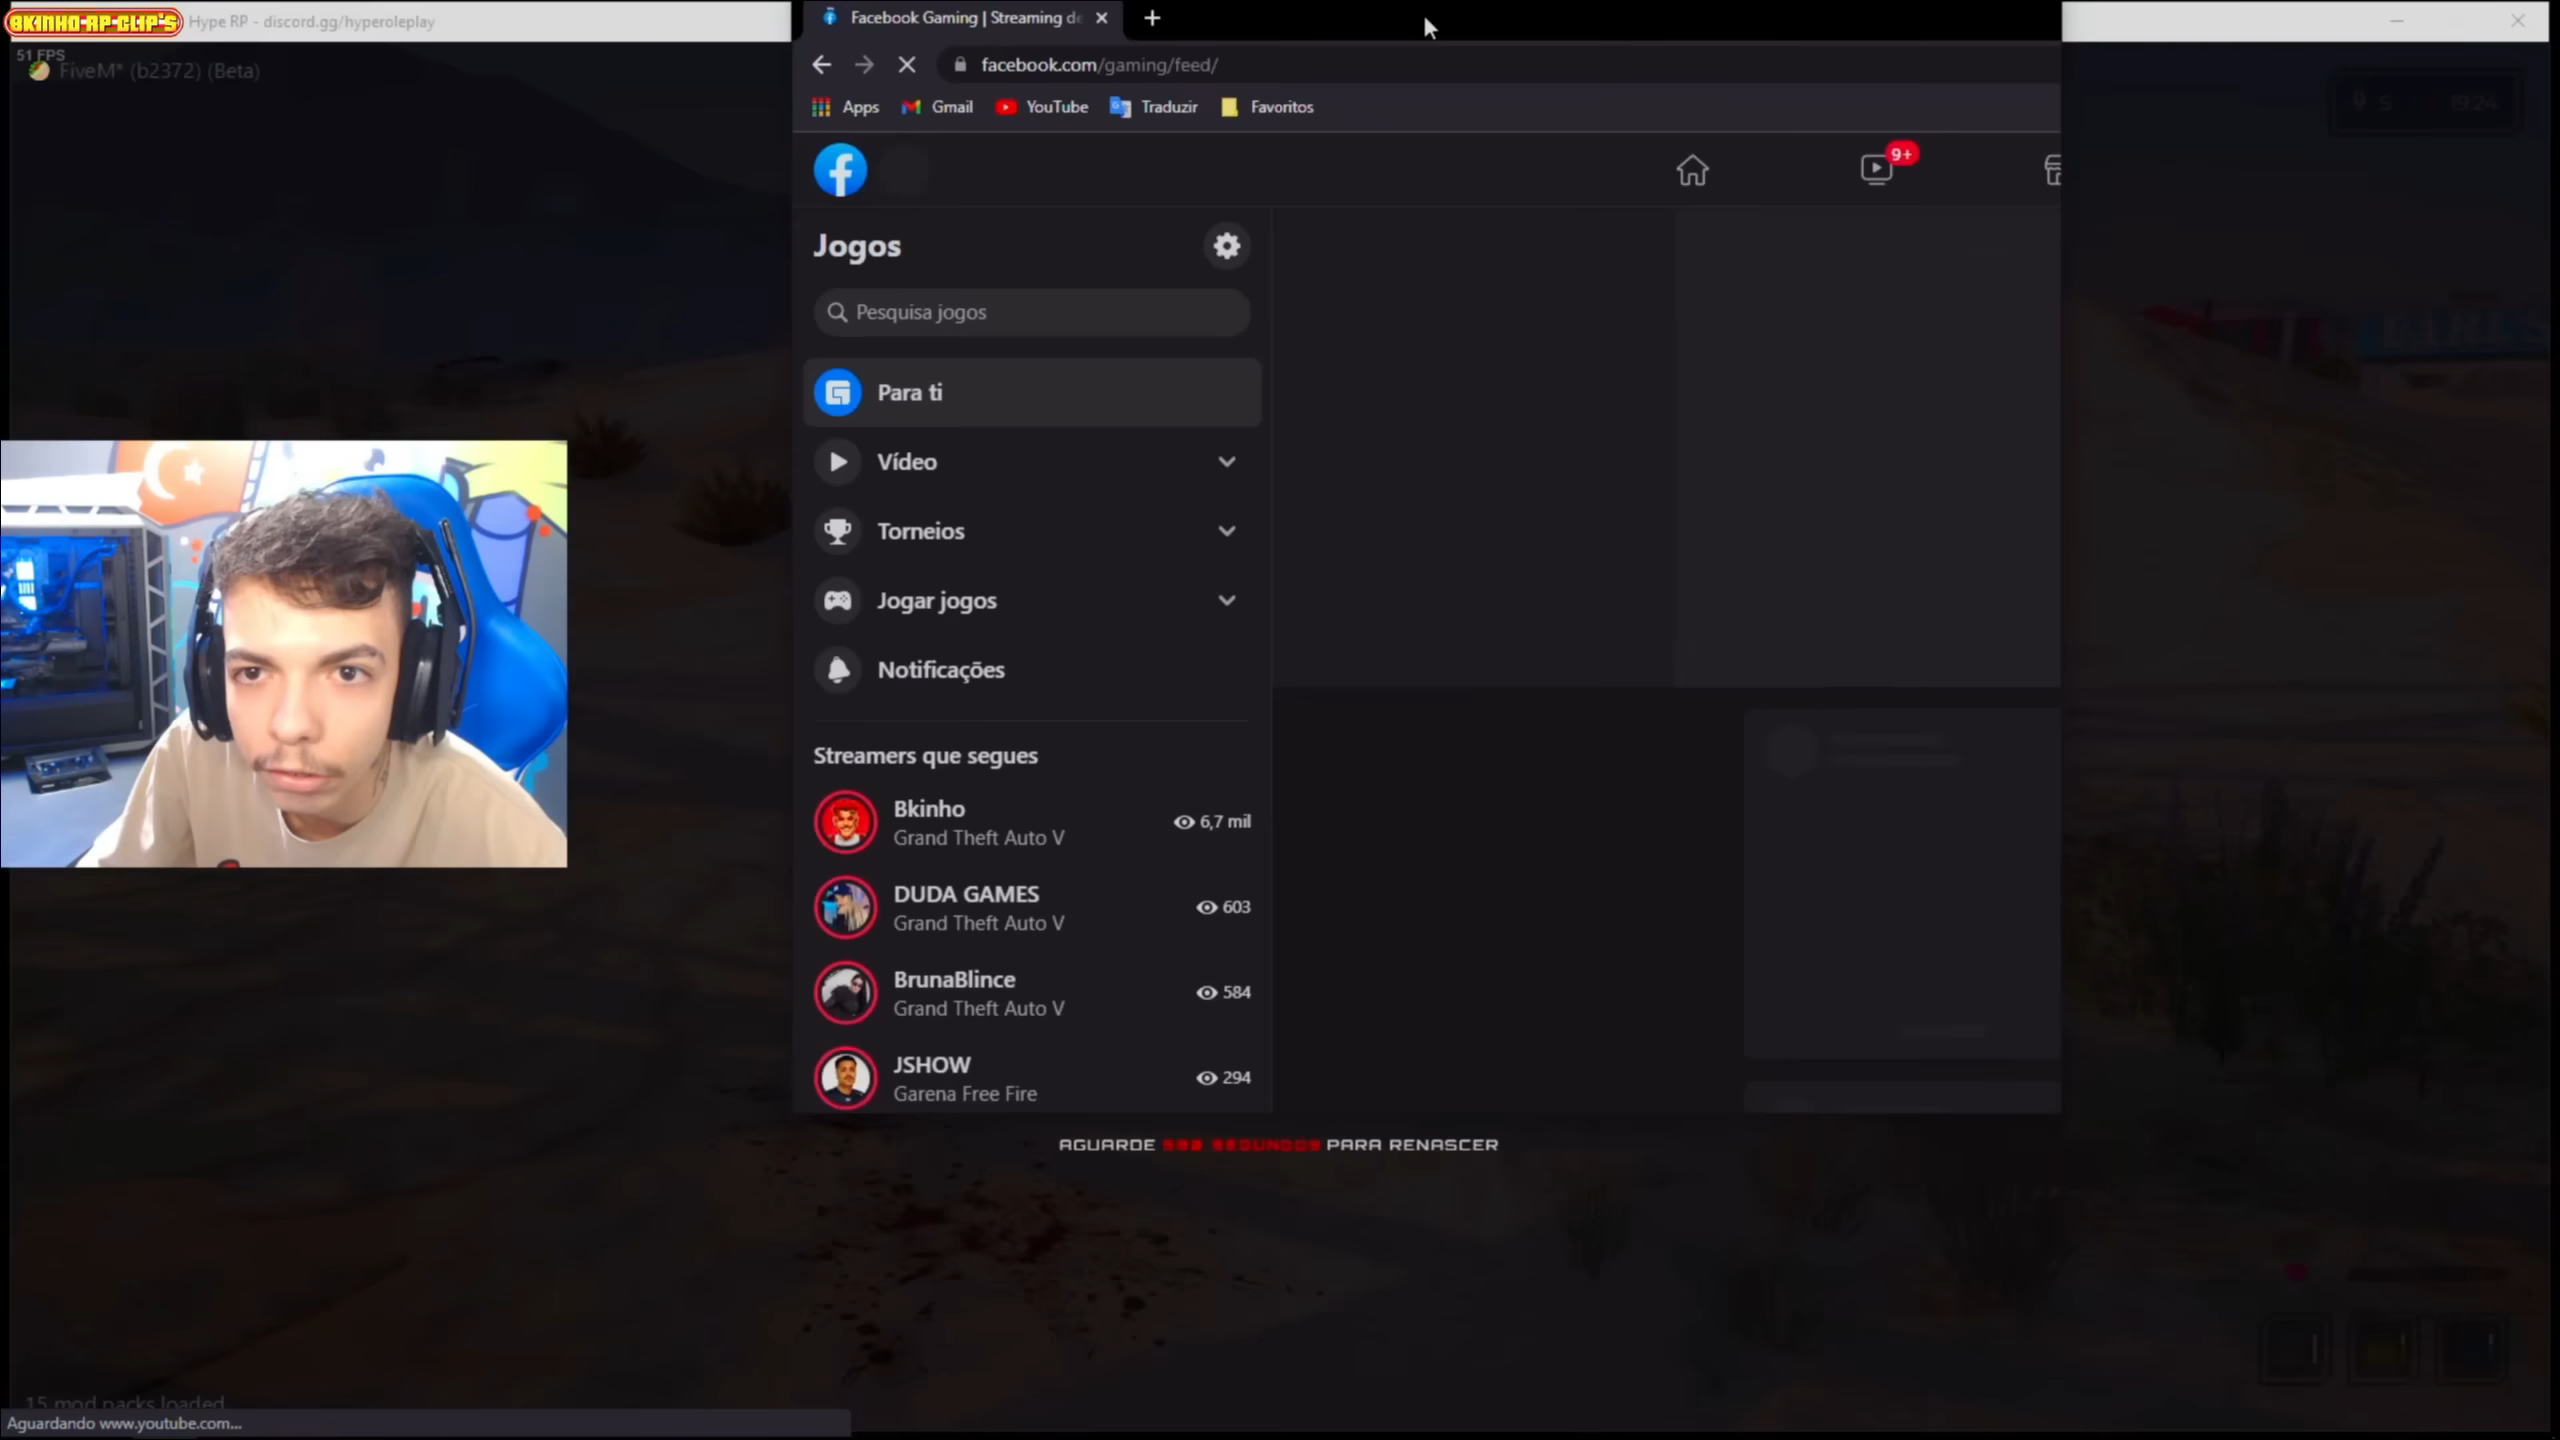 BKINHO RP CLIP'S
Hype RP - discord.gg/hyperoleplay
51 FPS
FiveM* (b2372) (Beta)
Facebook Gaming | Streaming de
facebook.com/gaming/feed/
Apps
Gmail
YouTube
Traduzir
Favoritos
9+
S 19:24
Jogos
Pesquisa jogos
Para ti
Vídeo
Torneios
Jogar jogos
Notificações
Streamers que segues
Bkinho
Grand Theft Auto V
6,7 mil
DUDA GAMES
Grand Theft Auto V
603
BrunaBlince
Grand Theft Auto V
584
JSHOW
Garena Free Fire
294
AGUARDE SEGUNDOS PARA RENASCER
15 mod packs loaded
Aguardando www.youtube.com...